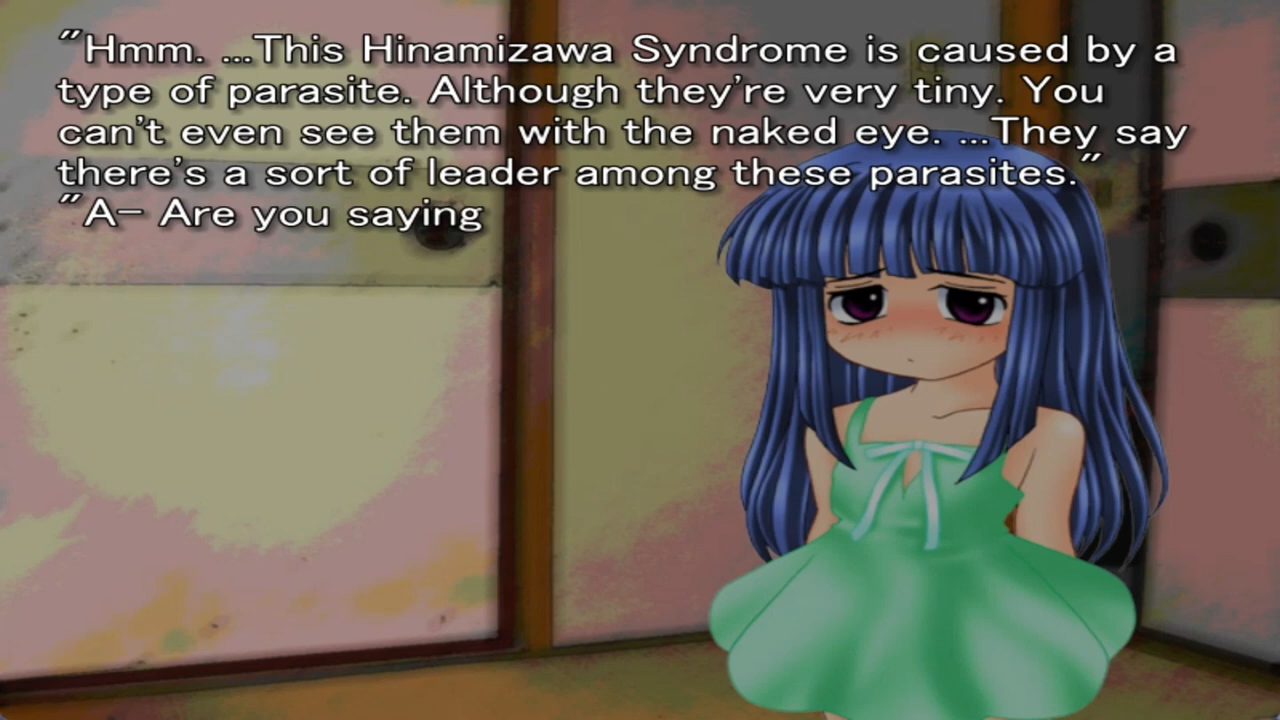 "Hmm. ...This Hinamizawa Syndrome is caused by a
type of parasite. Although they're very tiny. You
can't even see them with the naked eye. ...They say
there's a sort of leader among these parasites."
"A- Are you saying